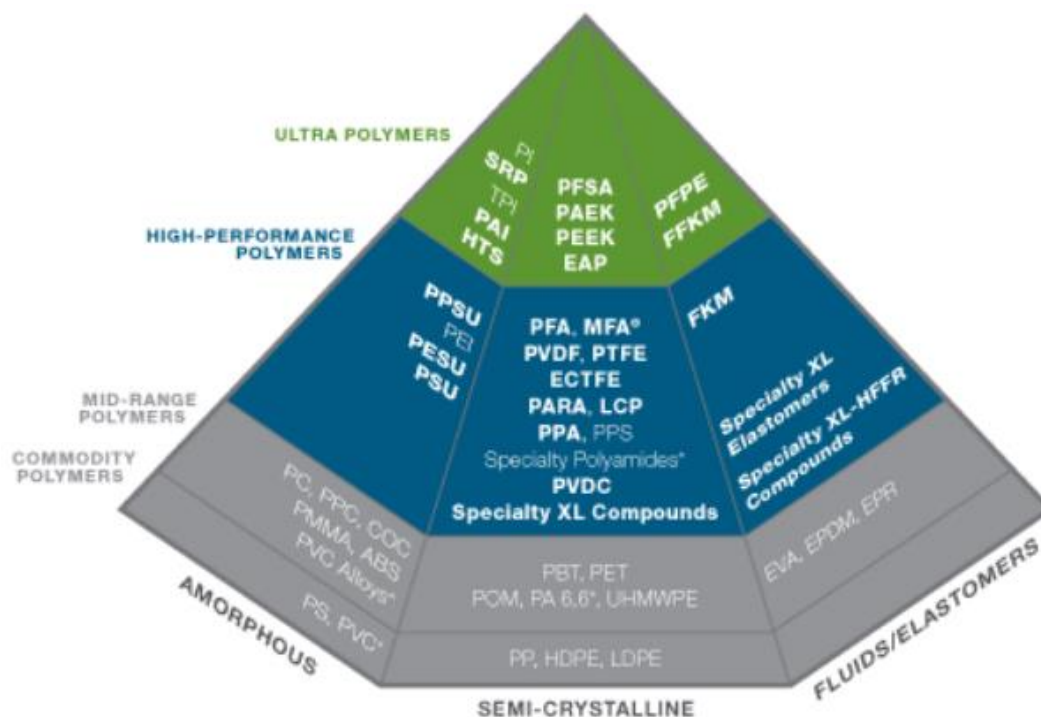 ULTRA POLYMERS
PI
SRP
TPI
PAI
HTS
PFSA
PAEK
PEEK
EAP
PFPE
FFKM
HIGH-PERFORMANCE
POLYMERS
PPSU
PEI
PESU
PSU
PFA, MFA®
PVDF, PTFE
ECTFE
PARA, LCP
PPA, PPS
Specialty Polyamides*
PVDC
Specialty XL Compounds
FKM
Specialty XL
Elastomers
Specialty XL-HFFR
Compounds
MID-RANGE
POLYMERS
PC, PPC, COC
PMMA, ABS
PVC Alloys*
PBT, PET
POM, PA 6,6*, UHMWPE
EVA, EPDM, EPR
COMMODITY
POLYMERS
PS, PVC*
PP, HDPE, LDPE
AMORPHOUS
SEMI-CRYSTALLINE
FLUIDS/ELASTOMERS